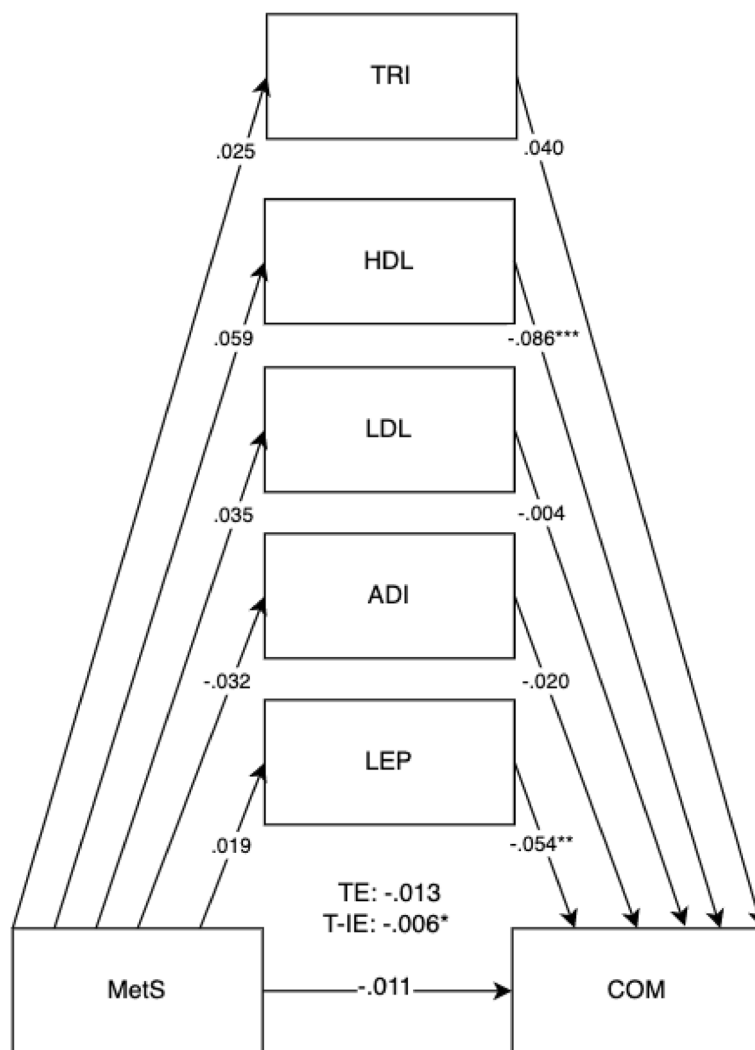 TRI
.025
.040
HDL
.059
-.086***
LDL
.035
-.004
ADI
-.032
-.020
LEP
.019
-.054**
TE: -.013
T-IE: -.006*
MetS
-.011
COM